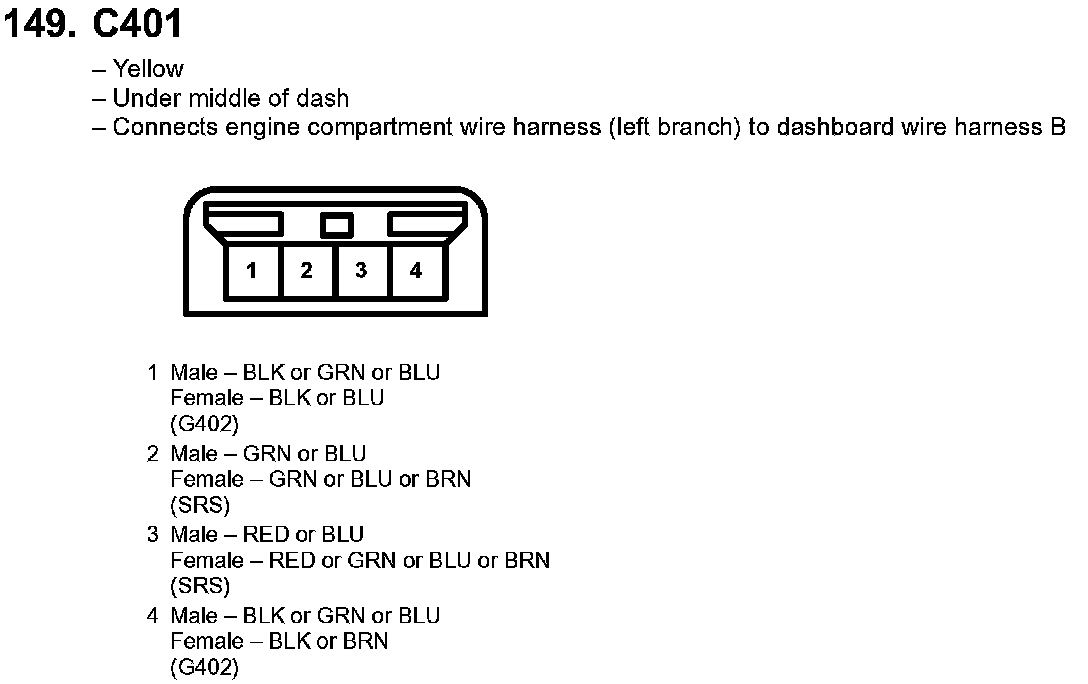 149. C401
– Yellow
– Under middle of dash
– Connects engine compartment wire harness (left branch) to dashboard wire harness B
1 2 3 4
1 Male – BLK or GRN or BLU
Female – BLK or BLU
(G402)
2 Male – GRN or BLU
Female – GRN or BLU or BRN
(SRS)
3 Male – RED or BLU
Female – RED or GRN or BLU or BRN
(SRS)
4 Male – BLK or GRN or BLU
Female – BLK or BRN
(G402)